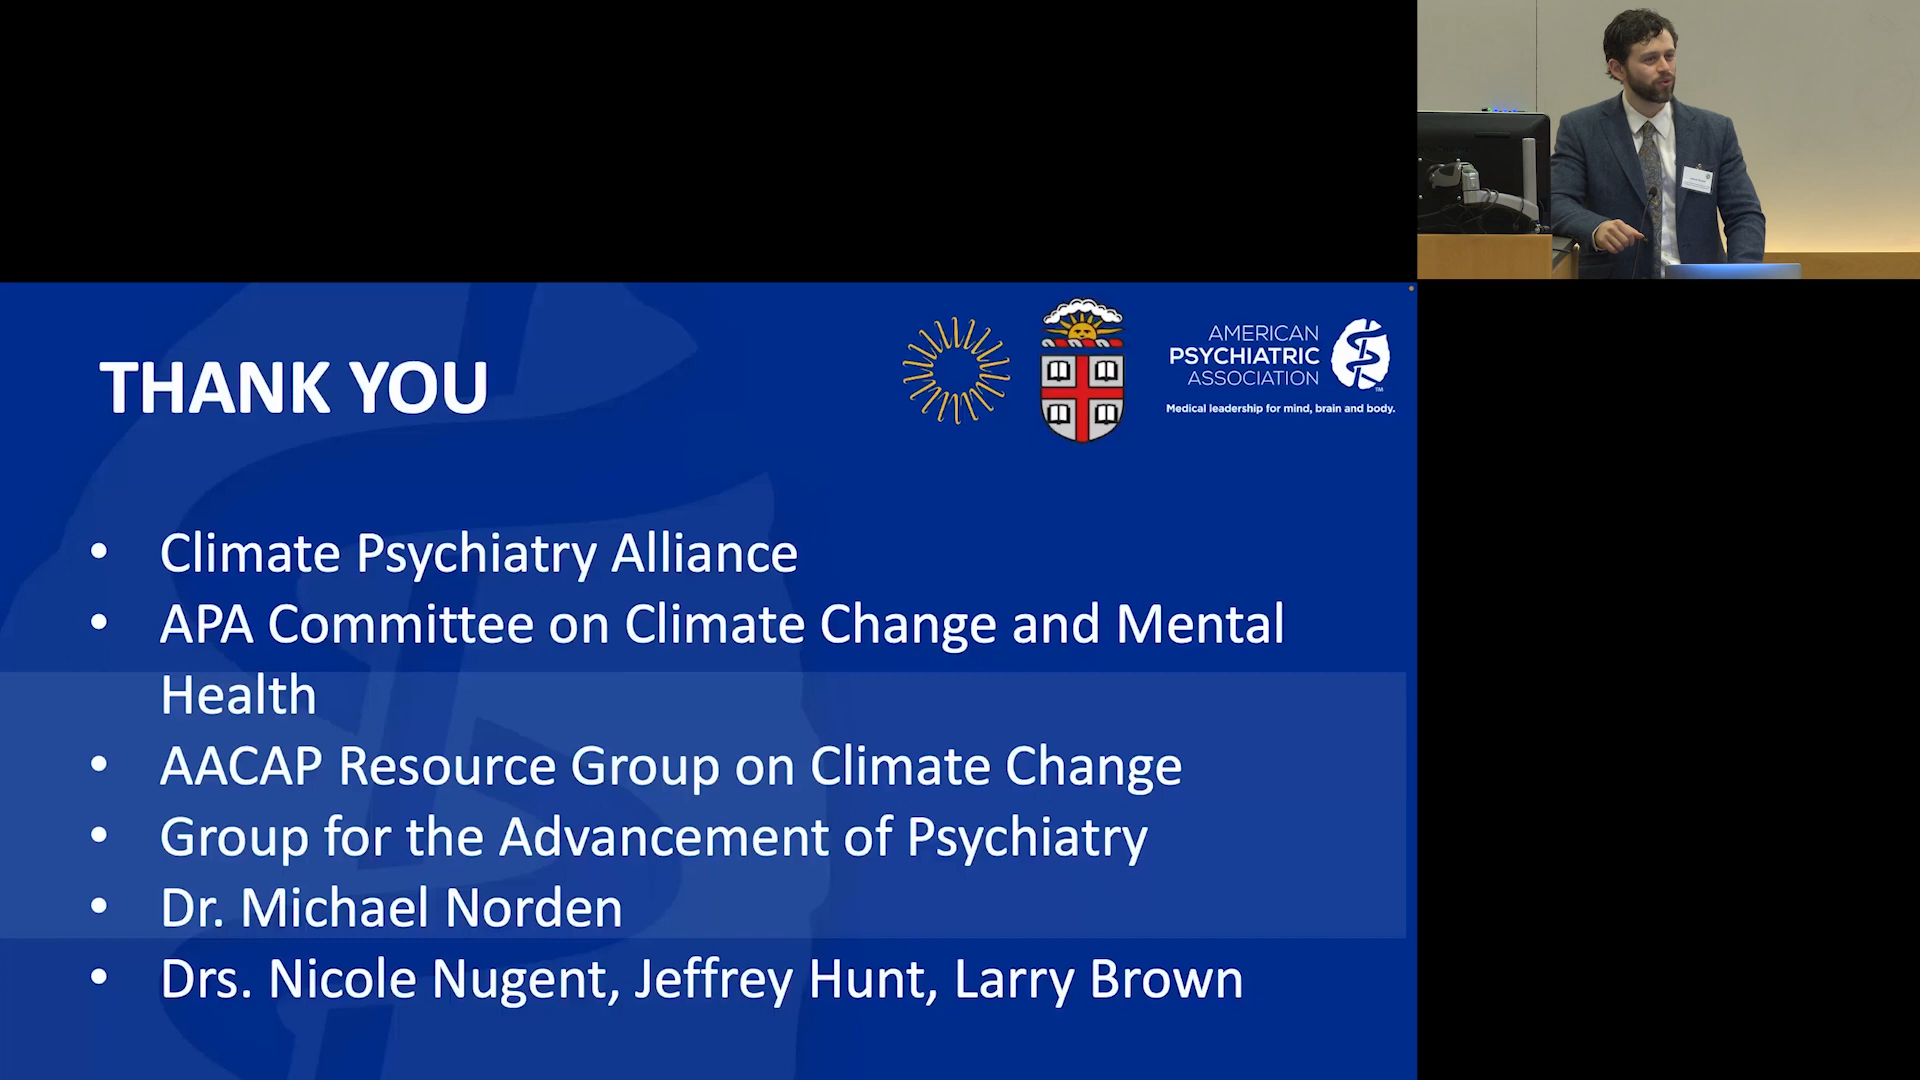 THANK YOU
AMERICAN
PSYCHIATRIC
ASSOCIATION
TM
Medical leadership for mind, brain and body.
• Climate Psychiatry Alliance
• APA Committee on Climate Change and Mental
Health
• AACAP Resource Group on Climate Change
• Group for the Advancement of Psychiatry
• Dr. Michael Norden
• Drs. Nicole Nugent, Jeffrey Hunt, Larry Brown